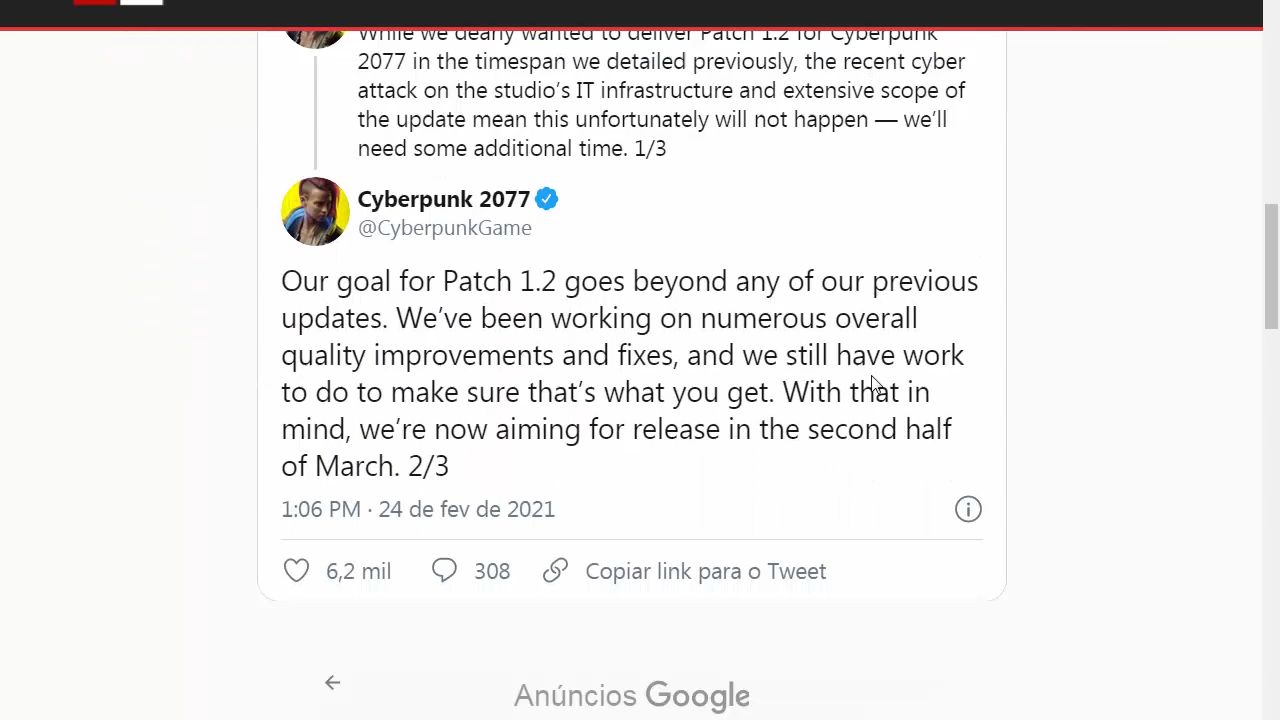 While we dearly wanted to deliver Patch 1.2 for Cyberpunk
2077 in the timespan we detailed previously, the recent cyber
attack on the studio’s IT infrastructure and extensive scope of
the update mean this unfortunately will not happen — we’ll
need some additional time. 1/3
Cyberpunk 2077
@CyberpunkGame
Our goal for Patch 1.2 goes beyond any of our previous
updates. We’ve been working on numerous overall
quality improvements and fixes, and we still have work
to do to make sure that’s what you get. With that in
mind, we’re now aiming for release in the second half
of March. 2/3
1:06 PM · 24 de fev de 2021
6,2 mil 308 Copiar link para o Tweet
Anúncios Google